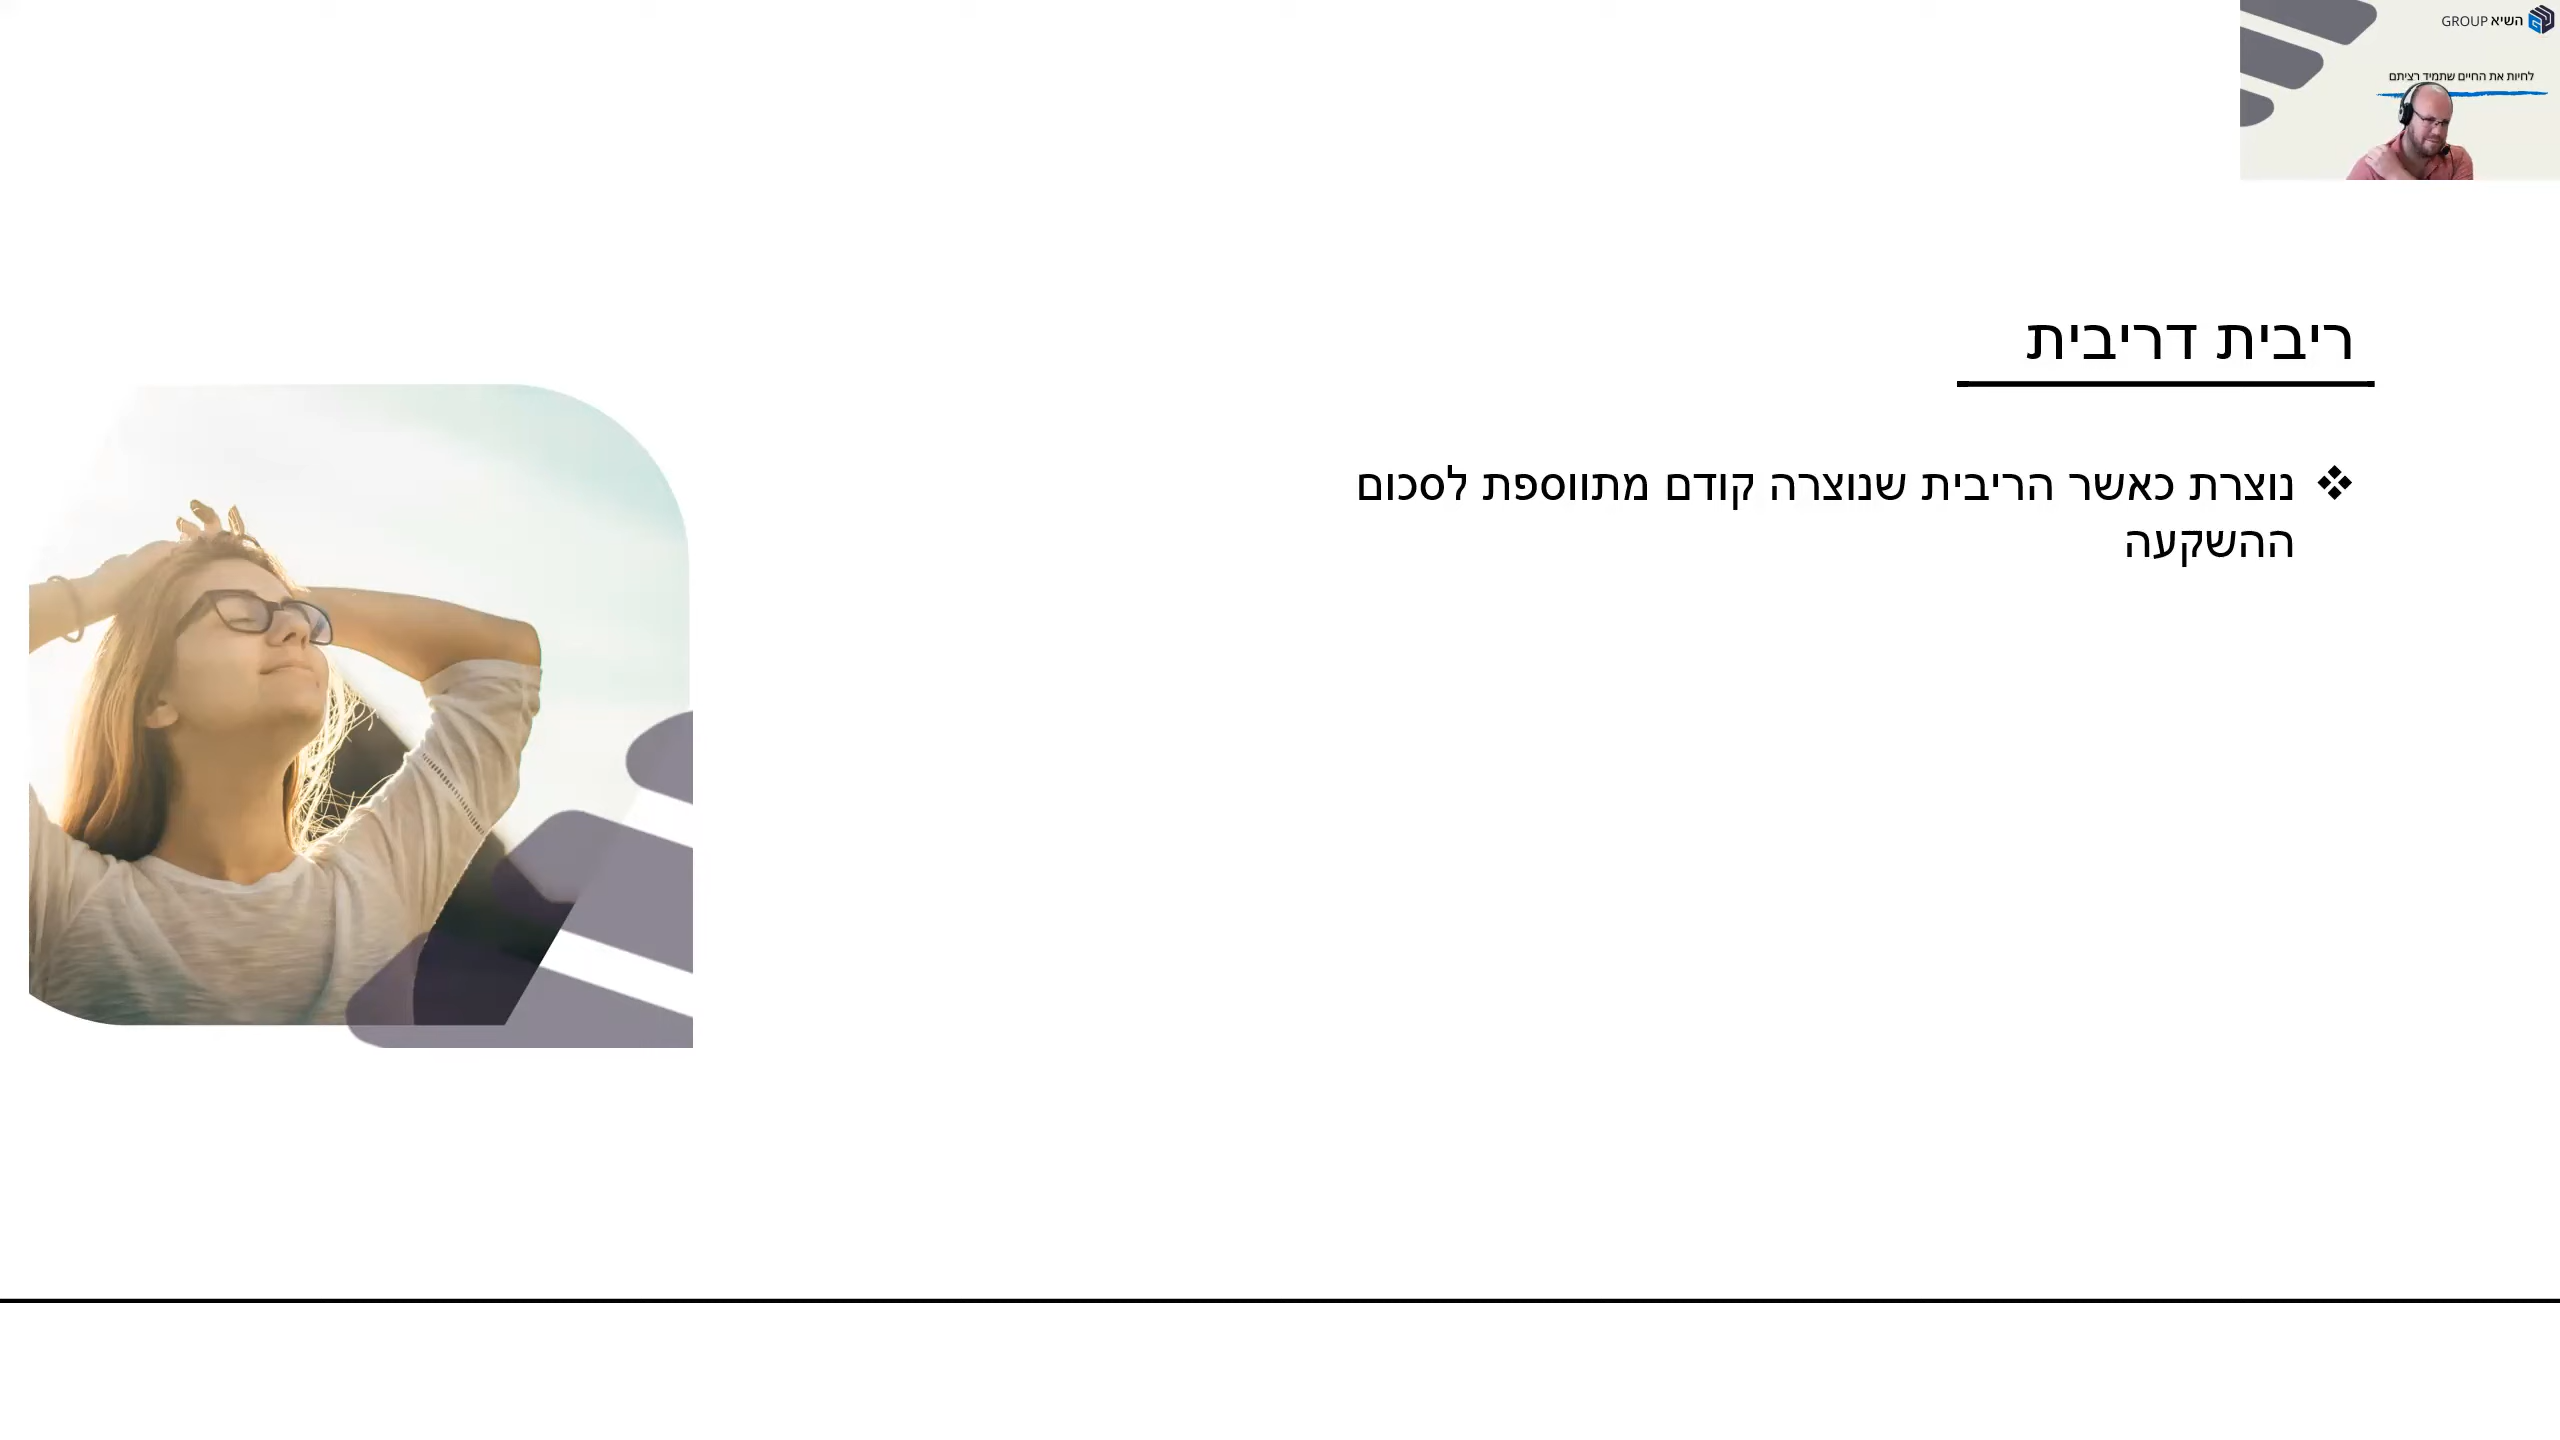 השיא GROUP
לחיות את החיים שתמיד רציתם
ריבית דריבית
❖ נוצרת כאשר הריבית שנוצרה קודם מתווספת לסכום
ההשקעה